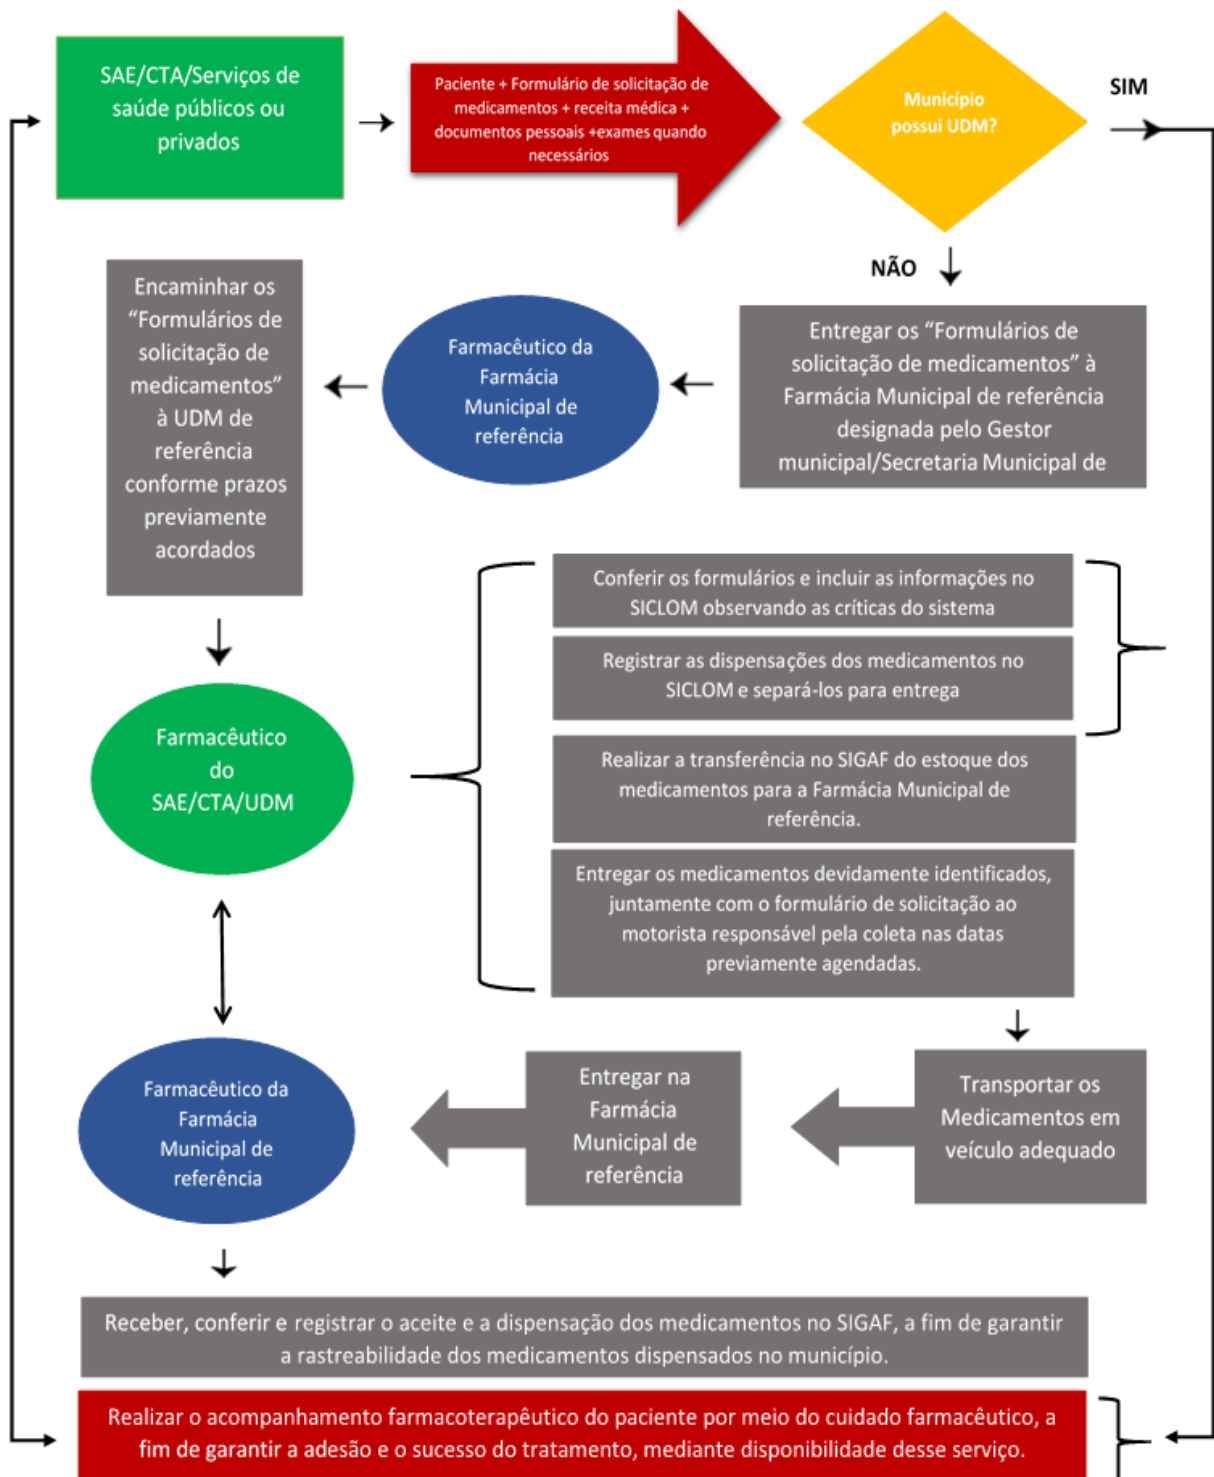 SAE/CTA/Serviços de
saúde públicos ou
privados
Paciente + Formulário de solicitação de
medicamentos + receita médica +
documentos pessoais +exames quando
necessários
Município
possui UDM?
SIM
NÃO
Entregar os “Formulários de
solicitação de medicamentos” à
Farmácia Municipal de referência
designada pelo Gestor
municipal/Secretaria Municipal de
Farmacêutico da
Farmácia
Municipal de
referência
Encaminhar os
“Formulários de
solicitação de
medicamentos”
à UDM de
referência
conforme prazos
previamente
acordados
Farmacêutico
do
SAE/CTA/UDM
Conferir os formulários e incluir as informações no
SICLOM observando as críticas do sistema
Registrar as dispensações dos medicamentos no
SICLOM e separá-los para entrega
Realizar a transferência no SIGAF do estoque dos
medicamentos para a Farmácia Municipal de
referência.
Entregar os medicamentos devidamente identificados,
juntamente com o formulário de solicitação ao
motorista responsável pela coleta nas datas
previamente agendadas.
Transportar os
Medicamentos em
veículo adequado
Entregar na
Farmácia
Municipal de
referência
Farmacêutico da
Farmácia
Municipal de
referência
Receber, conferir e registrar o aceite e a dispensação dos medicamentos no SIGAF, a fim de garantir
a rastreabilidade dos medicamentos dispensados no município.
Realizar o acompanhamento farmacoterapêutico do paciente por meio do cuidado farmacêutico, a
fim de garantir a adesão e o sucesso do tratamento, mediante disponibilidade desse serviço.